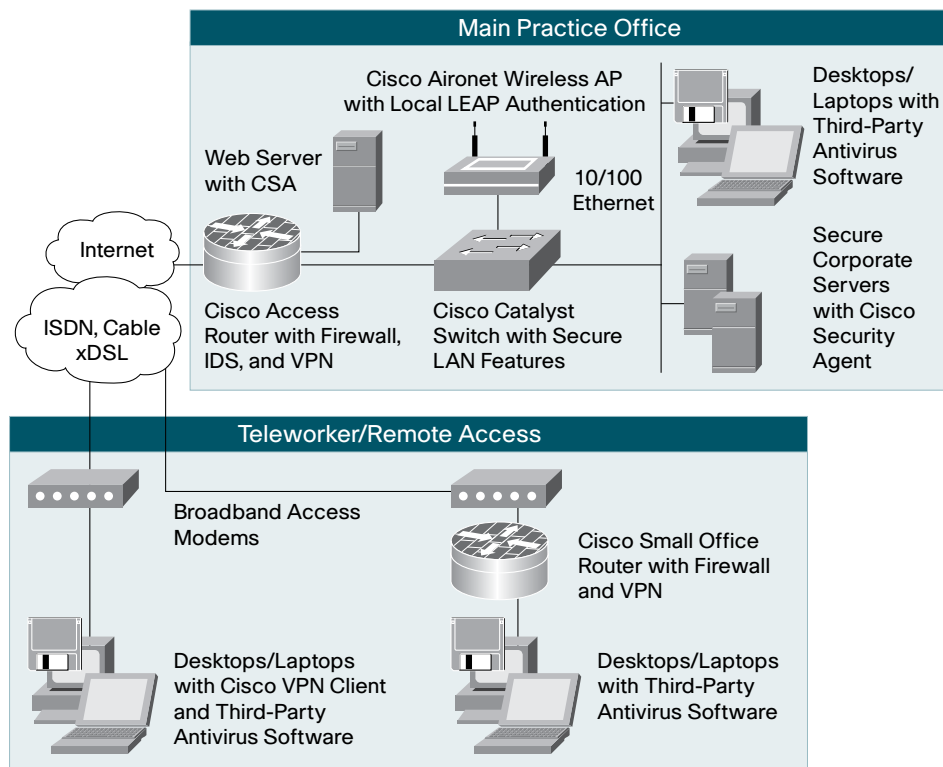 Main Practice Office
Cisco Aironet Wireless AP
with Local LEAP Authentication
Desktops/
Laptops with
Third-Party
Antivirus
Software
Web Server
with CSA
10/100
Ethernet
Internet
ISDN, Cable
xDSL
Cisco Access
Router with Firewall,
IDS, and VPN
Cisco Catalyst
Switch with Secure
LAN Features
Secure
Corporate
Servers
with Cisco
Security
Agent
Teleworker/Remote Access
Broadband Access
Modems
Cisco Small Office
Router with Firewall
and VPN
Desktops/Laptops
with Cisco VPN Client
and Third-Party
Antivirus Software
Desktops/Laptops
with Third-Party
Antivirus Software